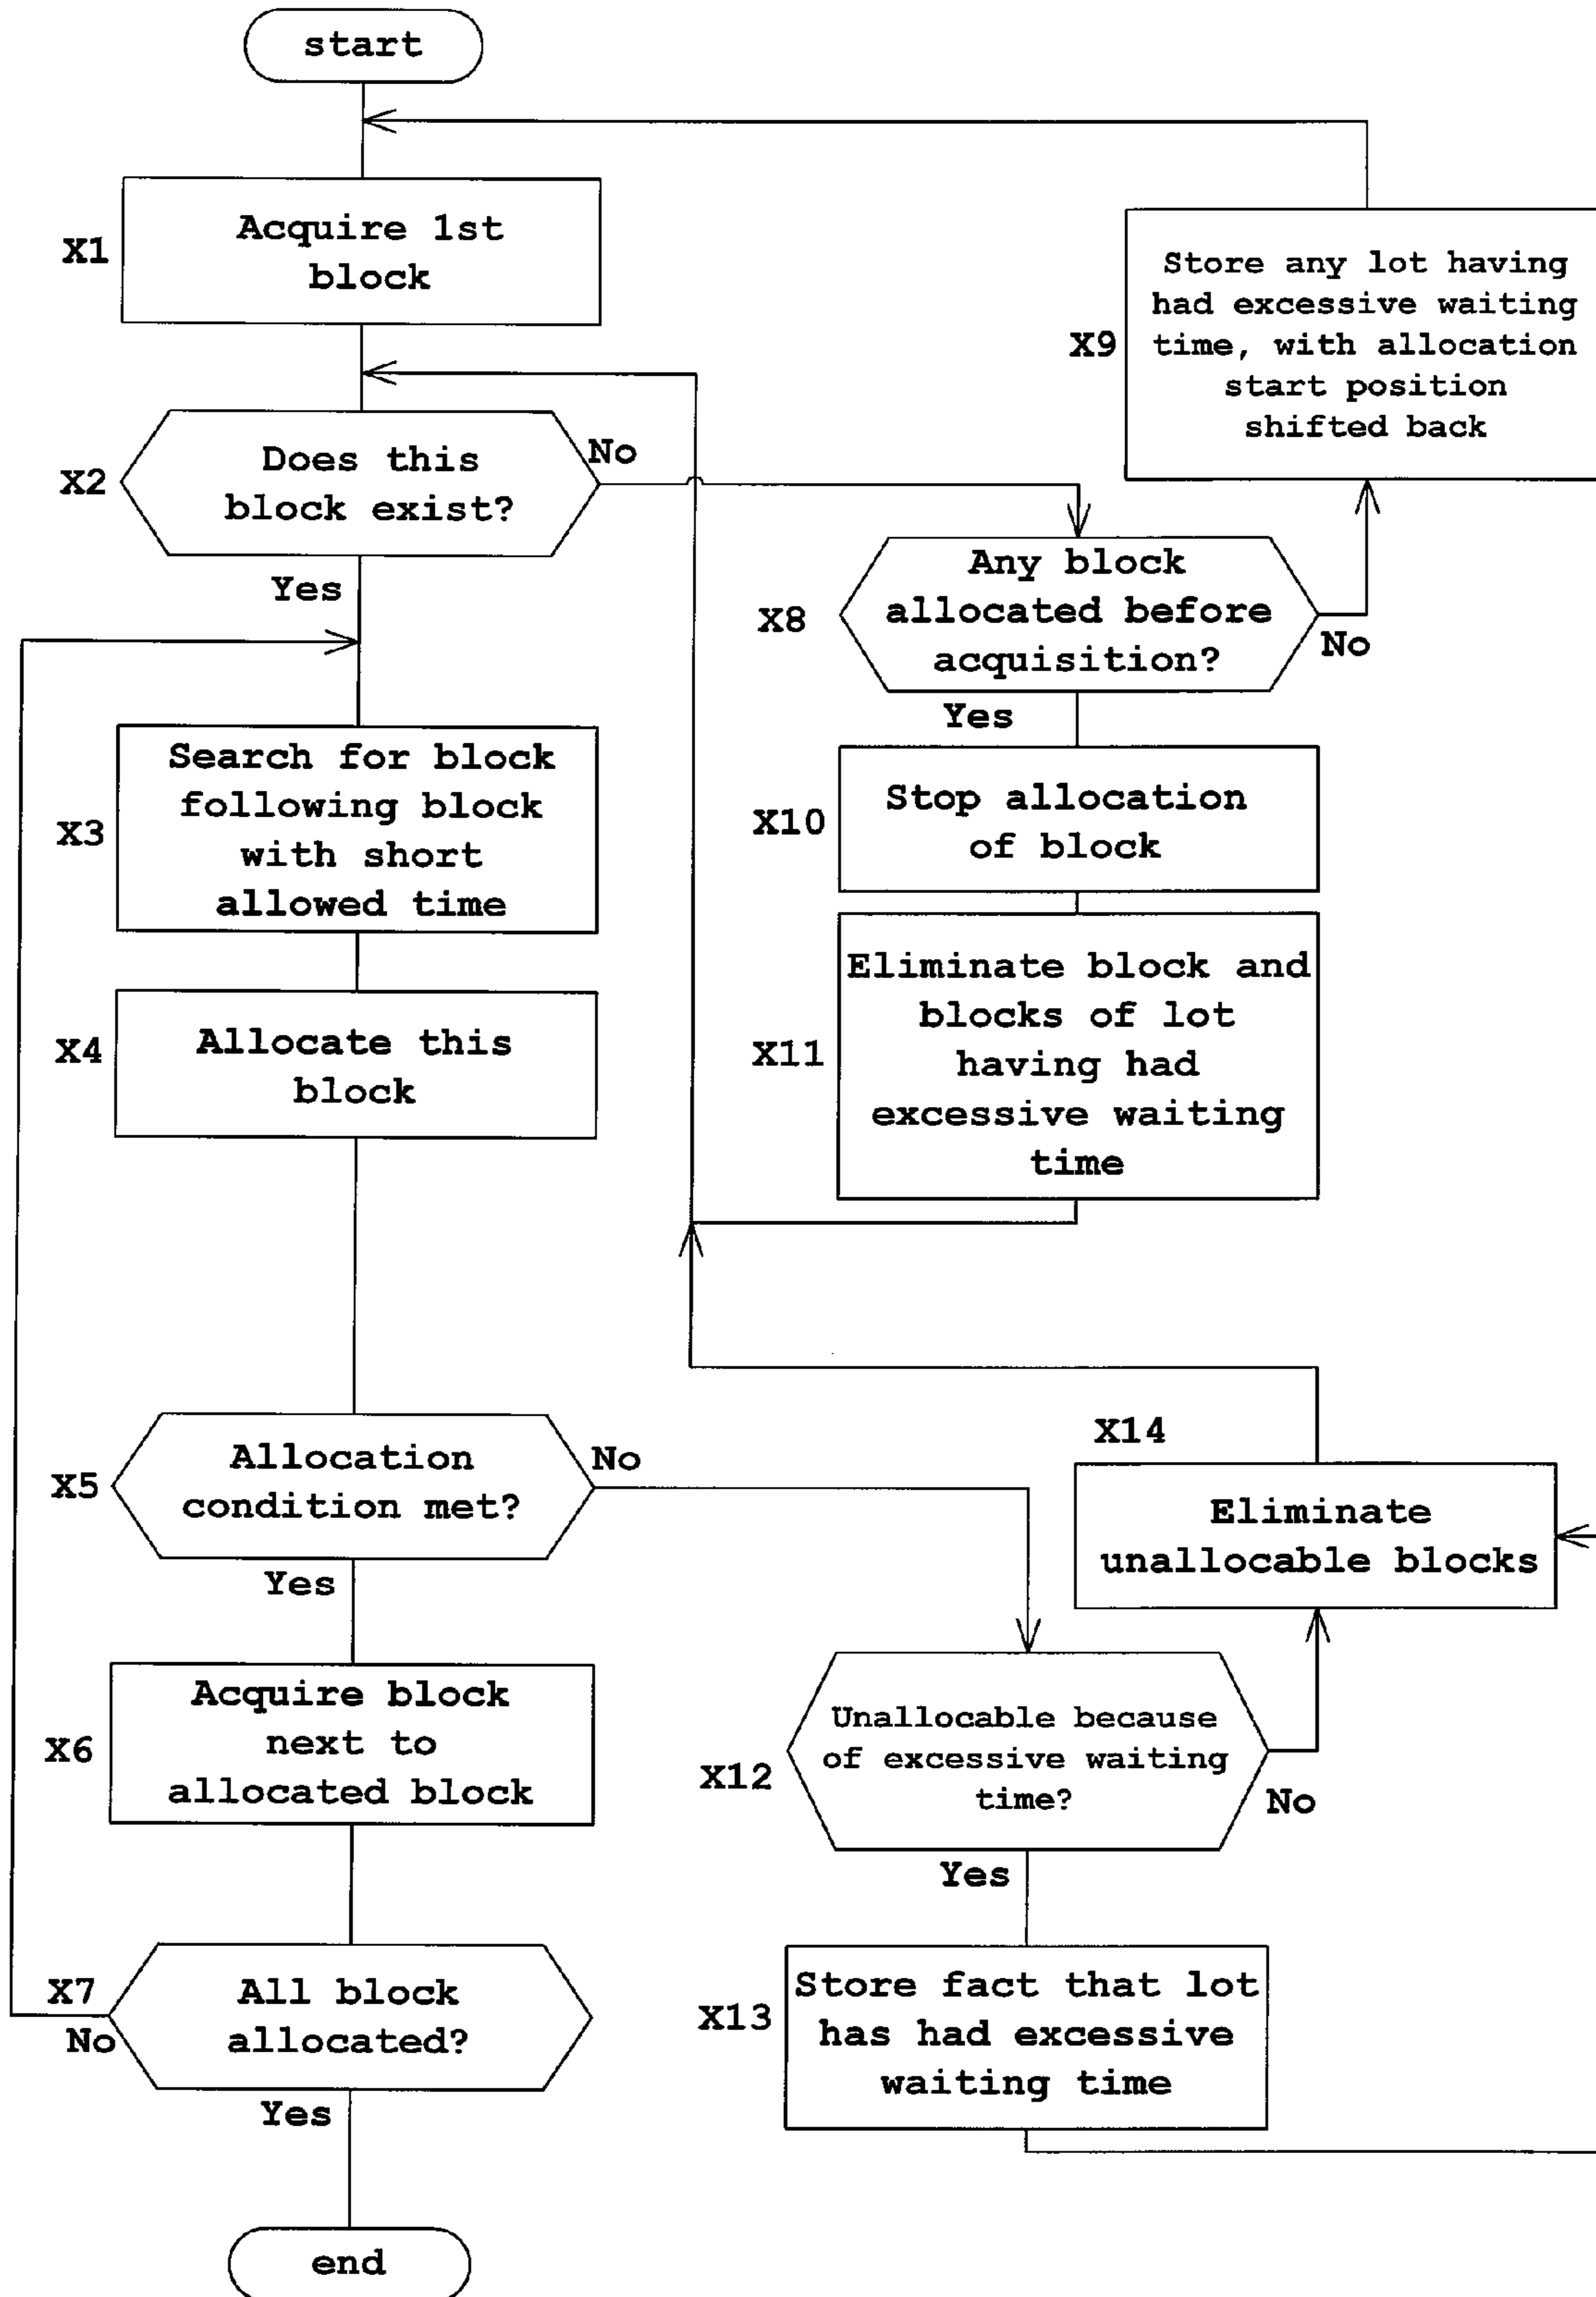 start
X1
Acquire 1st
block
X2
Does this
block exist?
No
Yes
X3
Search for block
following block
with short
allowed time
X4
Allocate this
block
X5
Allocation
condition met?
No
Yes
X6
Acquire block
next to
allocated block
X7
No
All block
allocated?
Yes
end
X9
Store any lot having
had excessive waiting
time, with allocation
start position
shifted back
X8
Any block
allocated before
acquisition?
No
Yes
X10
Stop allocation
of block
X11
Eliminate block and
blocks of lot
having had
excessive waiting
time
X14
Eliminate
unallocable blocks
X12
Unallocable because
of excessive waiting
time?
No
Yes
X13
Store fact that lot
has had excessive
waiting time